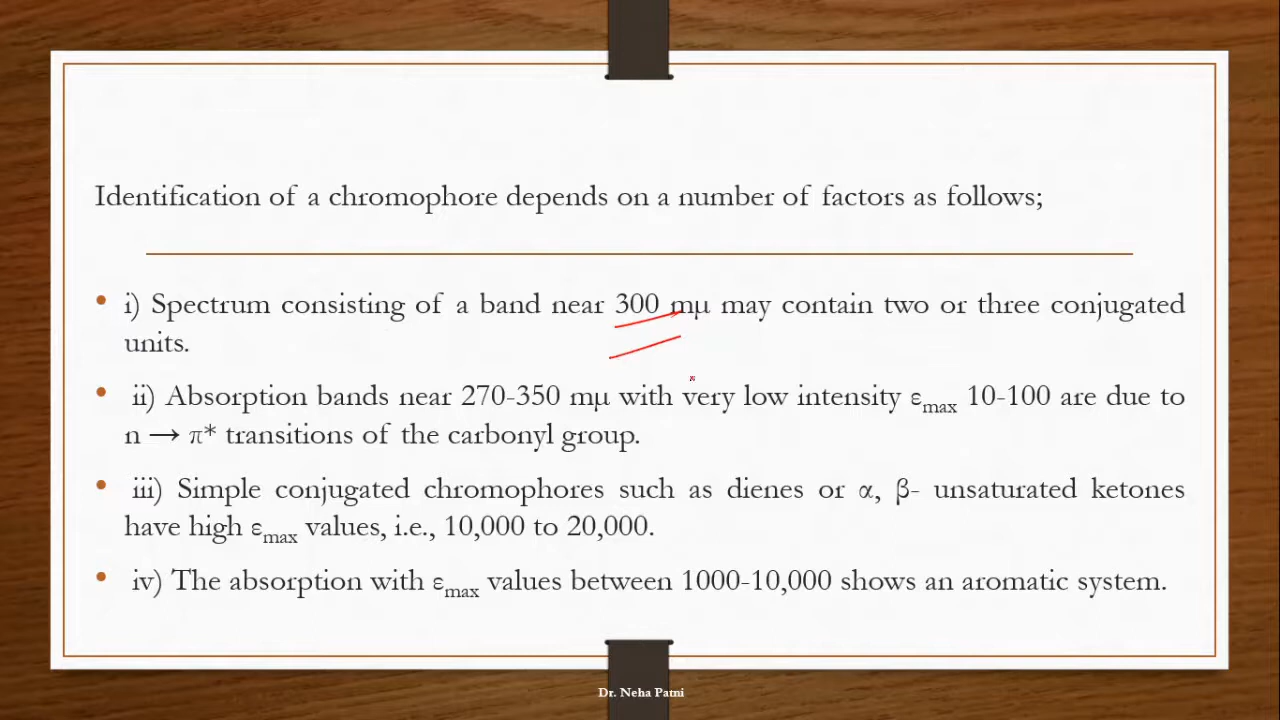 Identification of a chromophore depends on a number of factors as follows;
• i) Spectrum consisting of a band near 300 mμ may contain two or three conjugated
units.
• ii) Absorption bands near 270-350 mμ with very low intensity εmax 10-100 are due to
n → π* transitions of the carbonyl group.
• iii) Simple conjugated chromophores such as dienes or α, β- unsaturated ketones
have high εmax values, i.e., 10,000 to 20,000.
• iv) The absorption with εmax values between 1000-10,000 shows an aromatic system.
Dr. Neha Patni